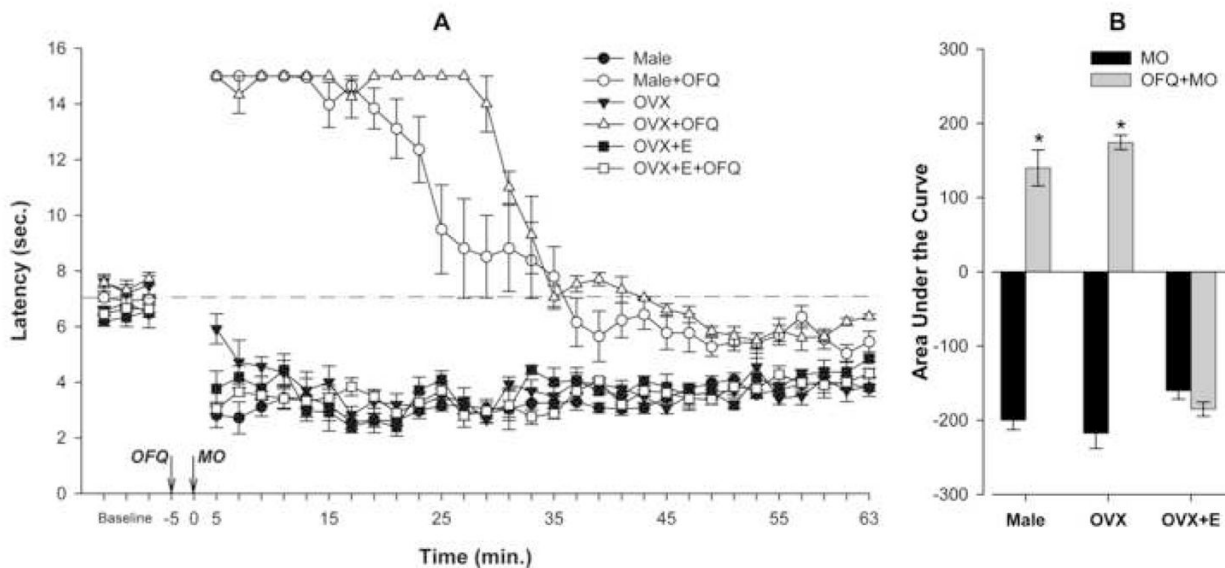 A
Latency (sec.)
16
14
12
10
8
6
4
2
0
Male
Male+OFQ
OVX
OVX+OFQ
OVX+E
OVX+E+OFQ
OFQ
MO
Baseline -5 0 5 15 25 35 45 55 63
Time (min.)
B
Area Under the Curve
300
200
100
0
-100
-200
-300
MO
OFQ+MO
*
*
Male OVX OVX+E